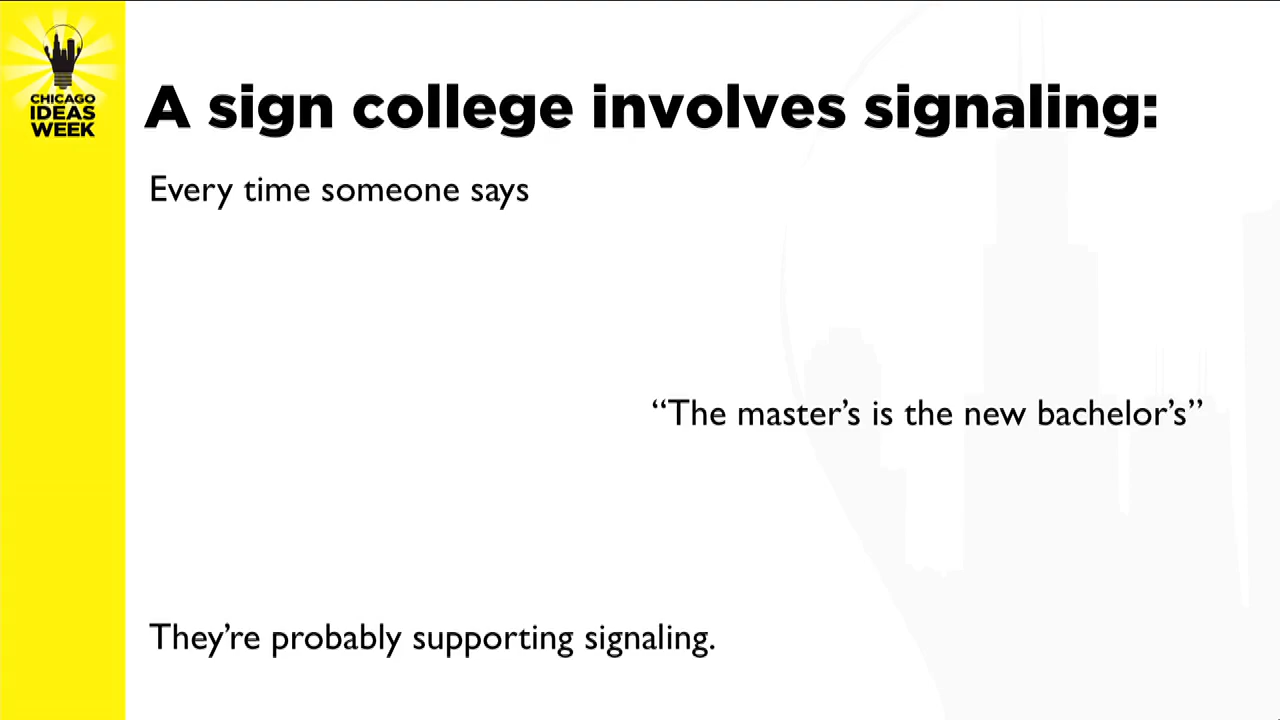 CHICAGO
IDEAS
WEEK
A sign college involves signaling:
Every time someone says
“The master’s is the new bachelor’s”
They’re probably supporting signaling.